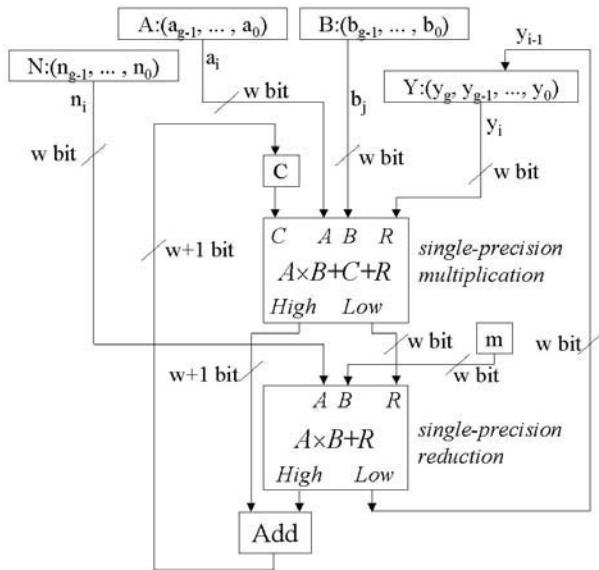 A:(a_{g-1}, ... , a_0)
B:(b_{g-1}, ... , b_0)
y_{i-1}
N:(n_{g-1}, ... , n_0)
a_i
Y:(y_g, y_{g-1}, ..., y_0)
n_i
w bit
b_j
y_i
w bit
w bit
w bit
C
w+1 bit
C A B R
single-precision
multiplication
A×B+C+R
High Low
w bit
m
w bit
w+1 bit
w bit
A B R
single-precision
reduction
A×B+R
High Low
Add